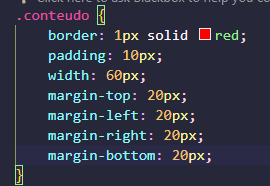 Click here to ask Blackbox to help you co
.conteudo {
border: 1px solid red;
padding: 10px;
width: 60px;
margin-top: 20px;
margin-left: 20px;
margin-right: 20px;
margin-bottom: 20px;
}